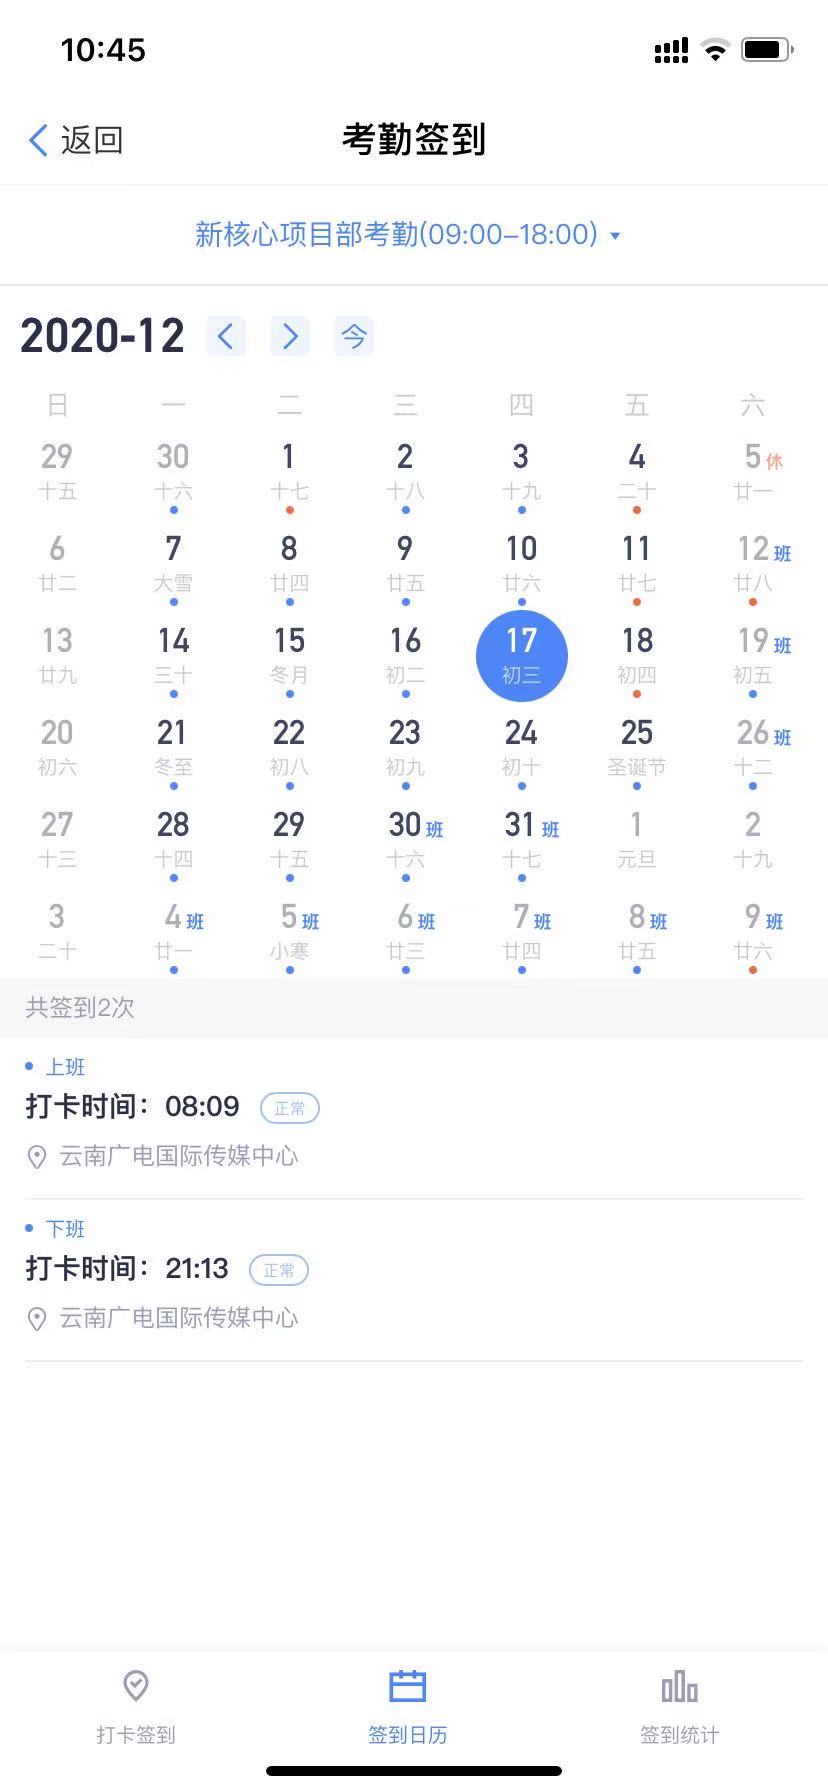 10:45
返回
考勤签到
新核心项目部考勤(09:00-18:00)
2020-12 今
日 一 二 三 四 五 六
29 30 1 2 3 4 5 休
十五 十六 十七 十八 十九 二十 廿一
6 7 8 9 10 11 12 班
廿二 大雪 廿四 廿五 廿六 廿七 廿八
13 14 15 16 17 18 19 班
廿九 三十 冬月 初二 初三 初四 初五
20 21 22 23 24 25 26 班
初六 冬至 初八 初九 初十 圣诞节 十二
27 28 29 30 班 31 班 1 2
十三 十四 十五 十六 十七 元旦 十九
3 4 班 5 班 6 班 7 班 8 班 9 班
二十 廿一 小寒 廿三 廿四 廿五 廿六
共签到2次
上班
打卡时间：08:09 正常
云南广电国际传媒中心
下班
打卡时间：21:13 正常
云南广电国际传媒中心
打卡签到 签到日历 签到统计